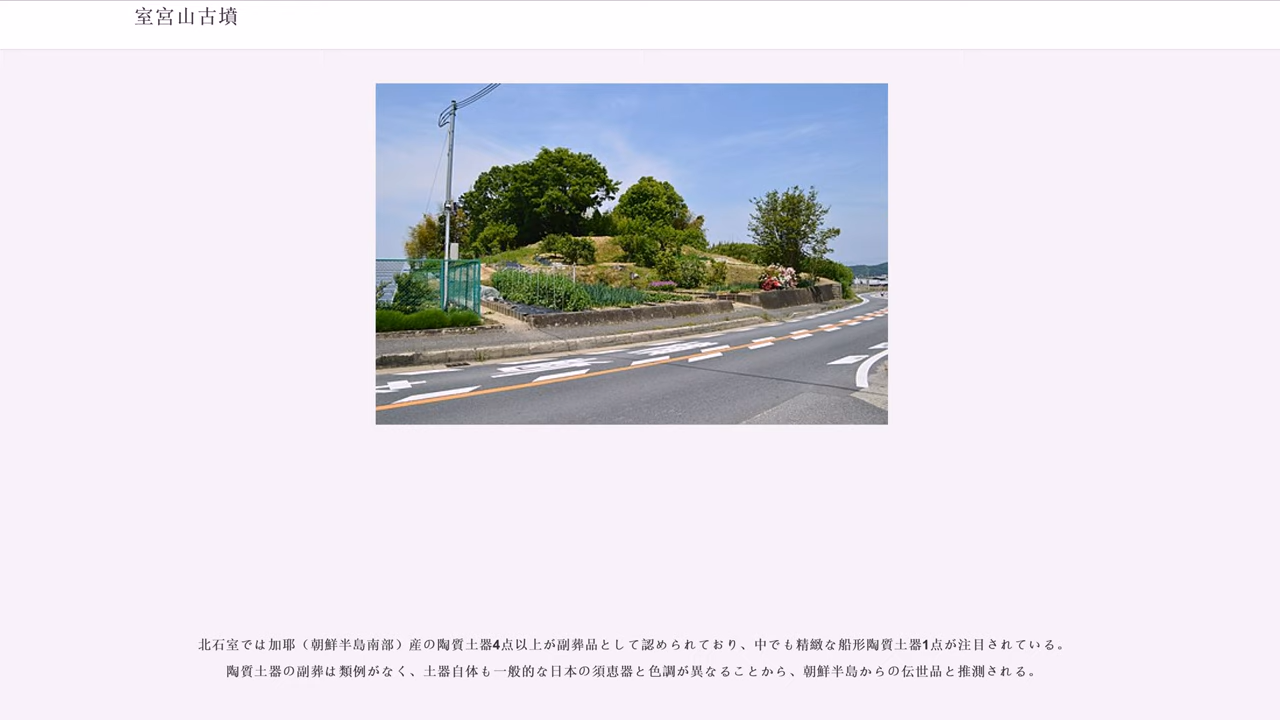 室宮山古墳
北石室では加耶（朝鮮半島南部）産の陶質土器4点以上が副葬品として認められており、中でも精緻な船形陶質土器1点が注目されている。
陶質土器の副葬は類例がなく、土器自体も一般的な日本の須恵器と色調が異なることから、朝鮮半島からの伝世品と推測される。